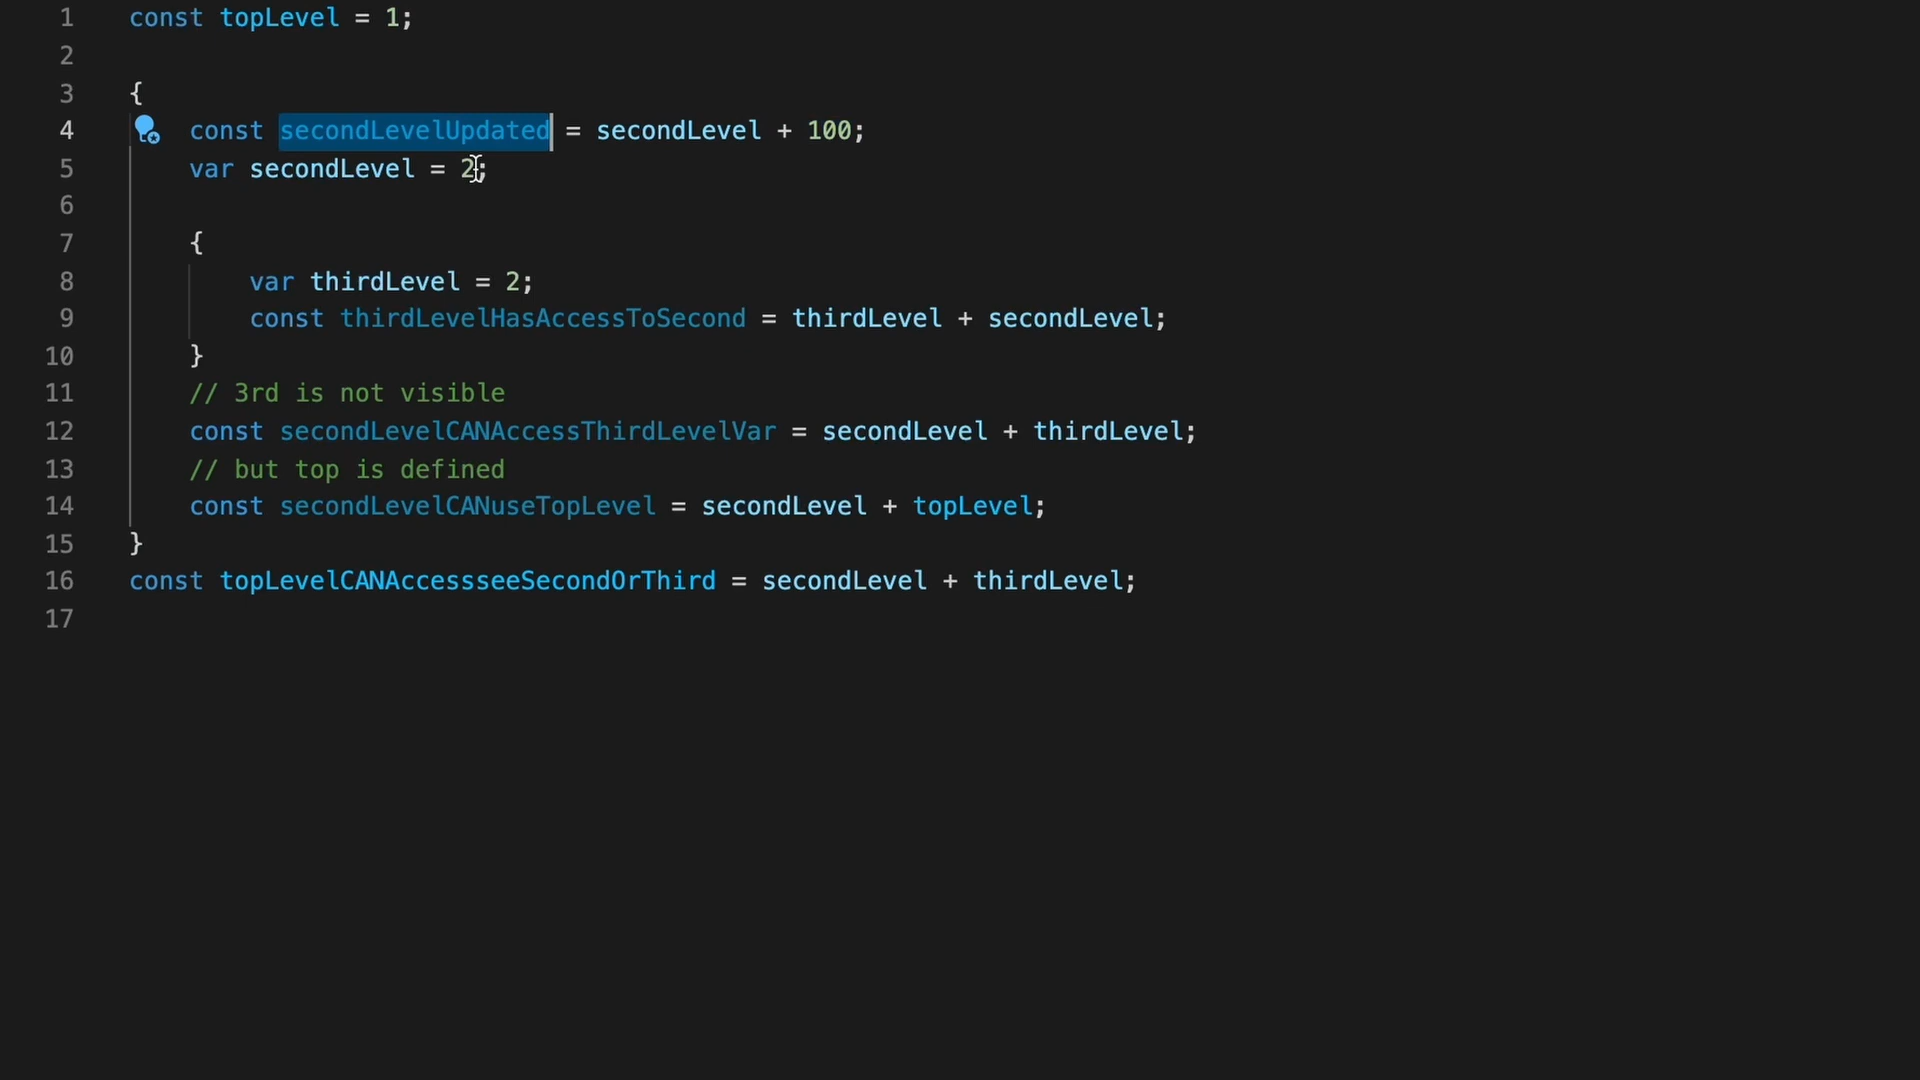 1 const topLevel = 1;
2
3 {
4 const secondLevelUpdated = secondLevel + 100;
5 var secondLevel = 2;
6
7 {
8 var thirdLevel = 2;
9 const thirdLevelHasAccessToSecond = thirdLevel + secondLevel;
10 }
11 // 3rd is not visible
12 const secondLevelCANAccessThirdLevelVar = secondLevel + thirdLevel;
13 // but top is defined
14 const secondLevelCANuseTopLevel = secondLevel + topLevel;
15 }
16 const topLevelCANAccessseeSecondOrThird = secondLevel + thirdLevel;
17